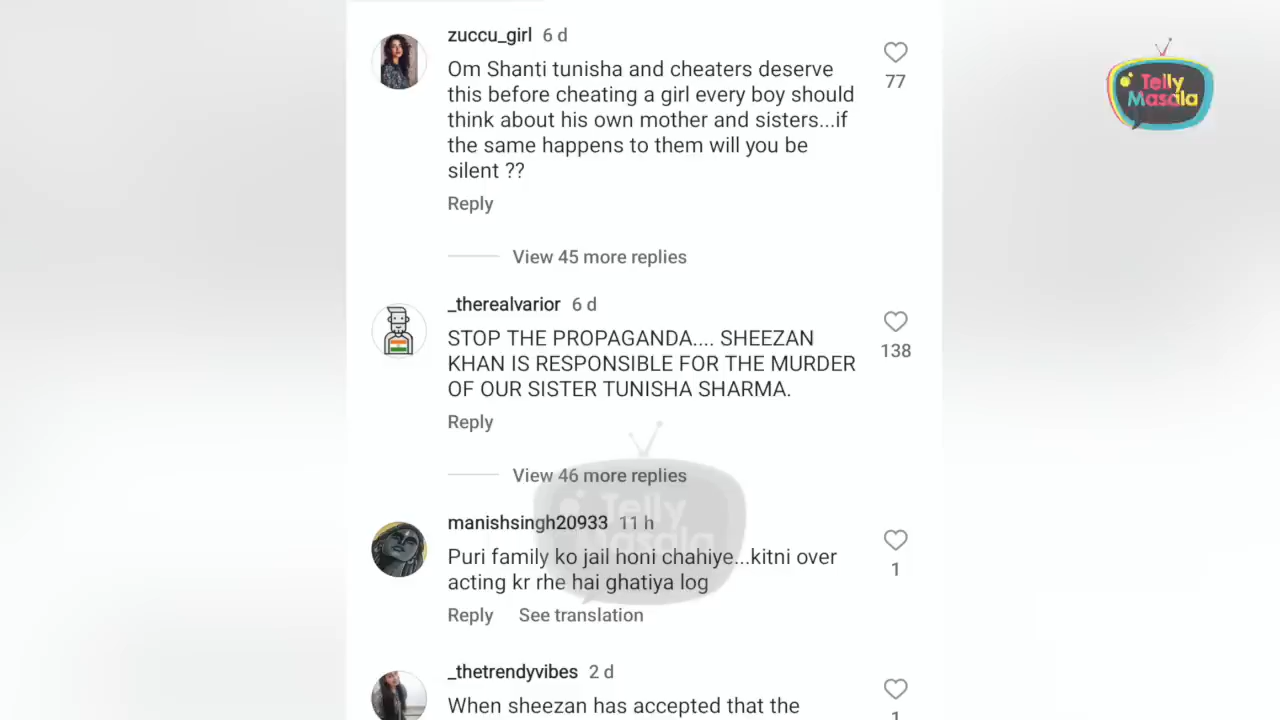 zuccu_girl 6 d
Om Shanti tunisha and cheaters deserve
this before cheating a girl every boy should
think about his own mother and sisters...if
the same happens to them will you be
silent ??
77
Reply
View 45 more replies
_therealvarior 6 d
STOP THE PROPAGANDA.... SHEEZAN
KHAN IS RESPONSIBLE FOR THE MURDER
OF OUR SISTER TUNISHA SHARMA.
138
Reply
View 46 more replies
manishsingh20933 11 h
Puri family ko jail honi chahiye...kitni over
acting kr rhe hai ghatiya log
1
Reply See translation
_thetrendyvibes 2 d
When sheezan has accepted that the
1
Telly
Masala
Telly
Masala